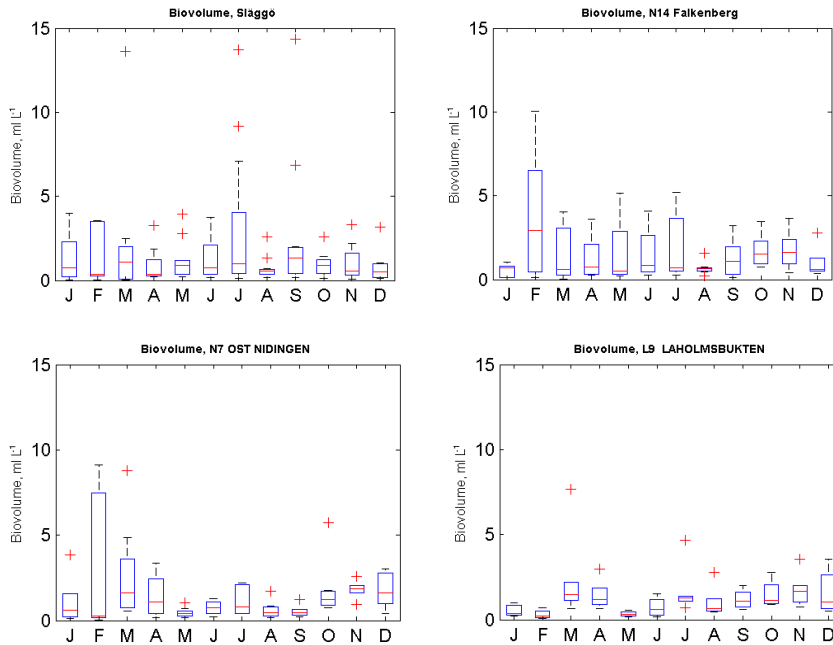 Biovolume, Släggö
15
10
5
0
Biovolume, ml L-1
J F M A M J J A S O N D
Biovolume, N14 Falkenberg
15
10
5
0
Biovolume, ml L-1
J F M A M J J A S O N D
Biovolume, N7 OST NIDINGEN
15
10
5
0
Biovolume, ml L-1
J F M A M J J A S O N D
Biovolume, L9 LAHOLMSBUKTEN
15
10
5
0
Biovolume, ml L-1
J F M A M J J A S O N D